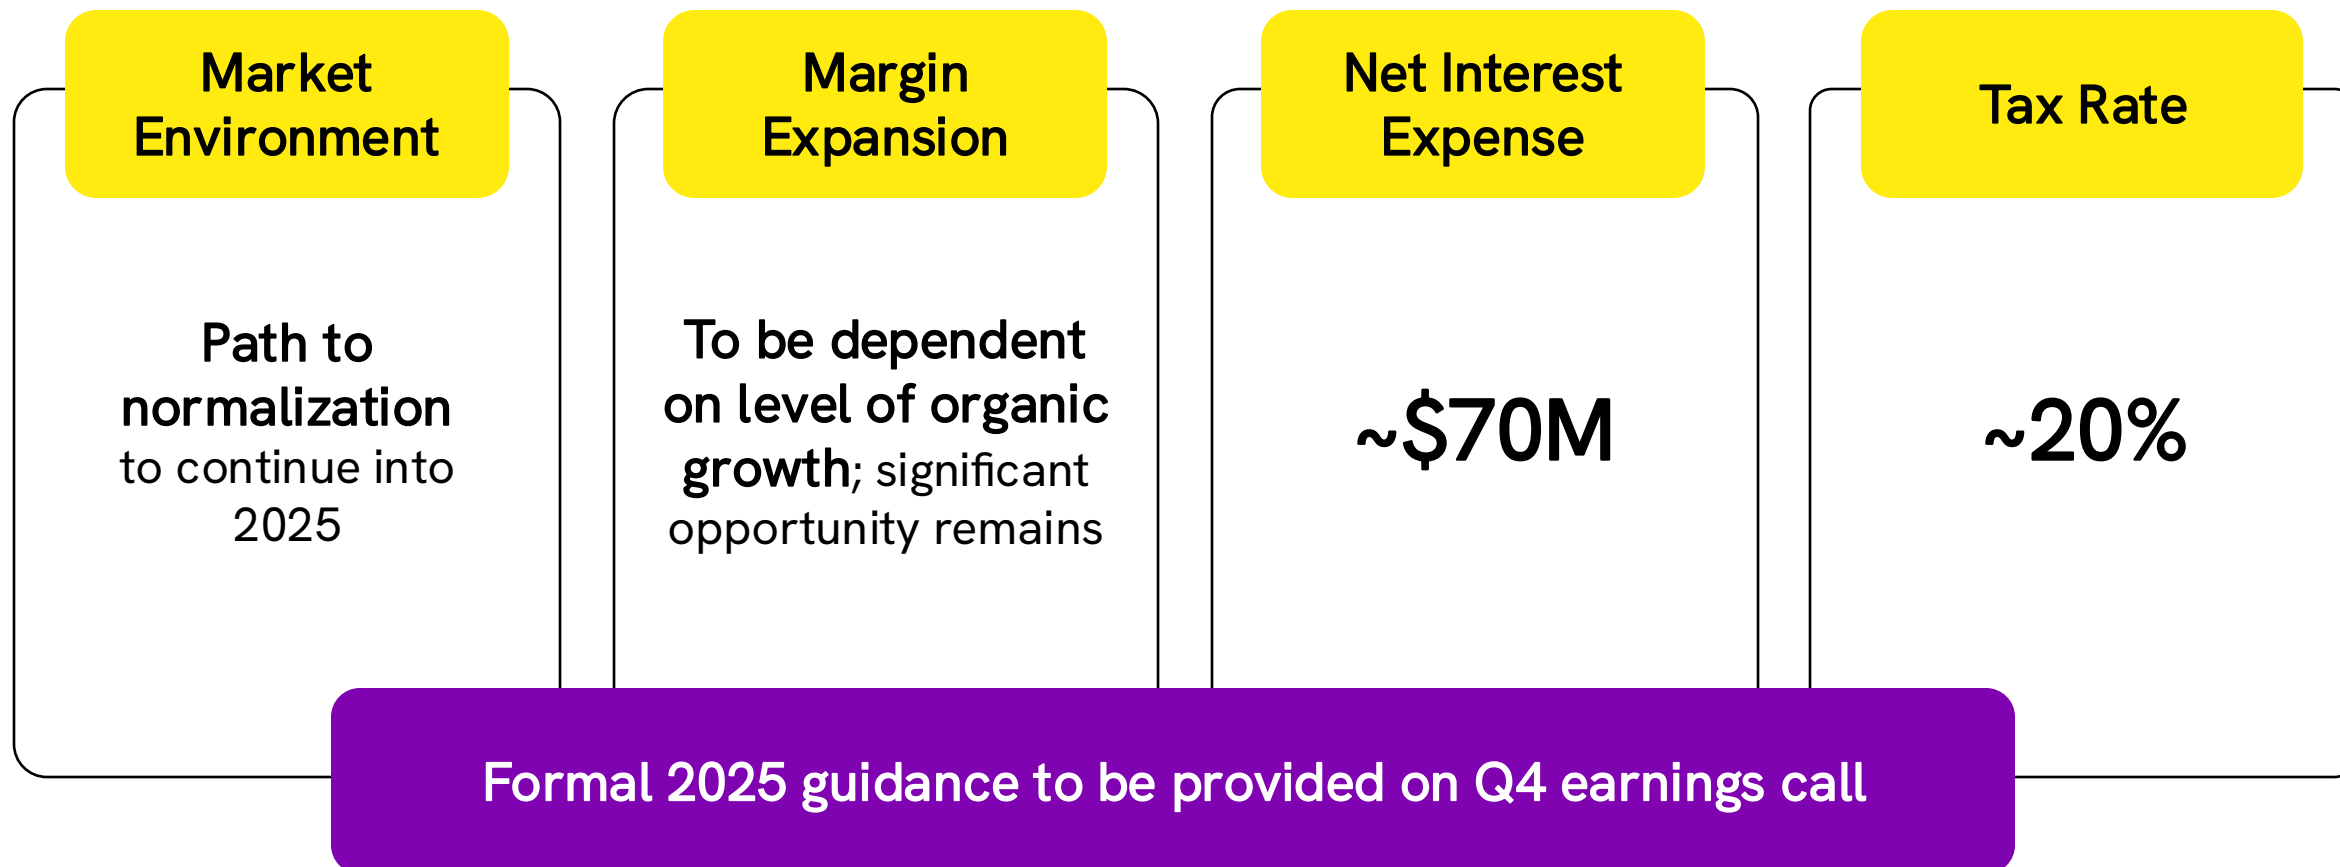 Market
Environment
Path to
normalization
to continue into
2025
Margin
Expansion
To be dependent
on level of organic
growth; significant
opportunity remains
Net Interest
Expense
~$70M
Tax Rate
~20%
Formal 2025 guidance to be provided on Q4 earnings call